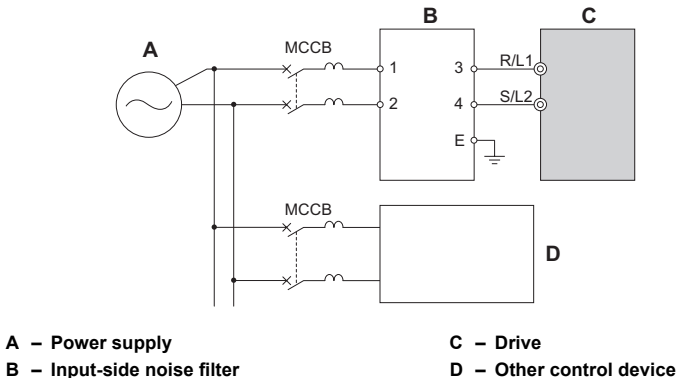 B
C
A
MCCB
1
3
R/L1
2
4
S/L2
E
MCCB
D
A – Power supply
B – Input-side noise filter
C – Drive
D – Other control device